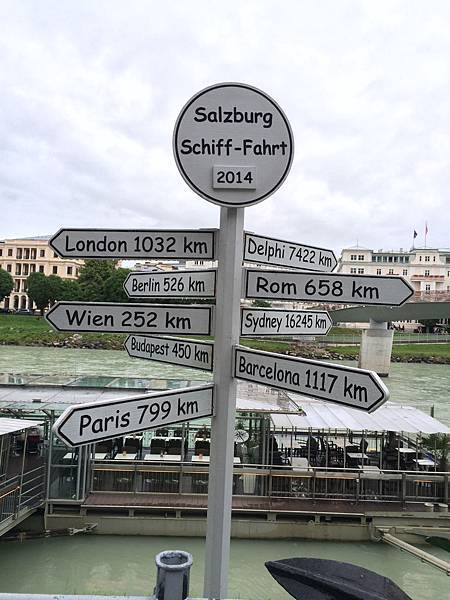 Salzburg
Schiff-Fahrt
2014
London 1032 km
Delphi 7422 km
Berlin 526 km
Rom 658 km
Wien 252 km
Sydney 16245 km
Budapest 450 km
Barcelona 1117 km
Paris 799 km